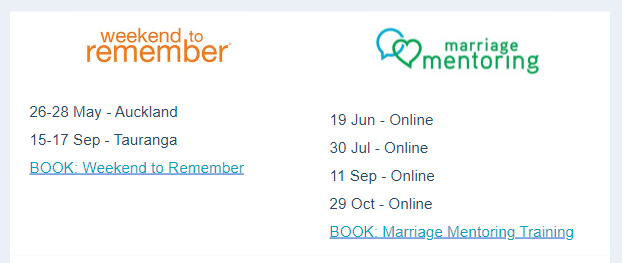 weekend to
remember
26-28 May - Auckland
15-17 Sep - Tauranga
BOOK: Weekend to Remember
marriage
mentoring
19 Jun - Online
30 Jul - Online
11 Sep - Online
29 Oct - Online
BOOK: Marriage Mentoring Training